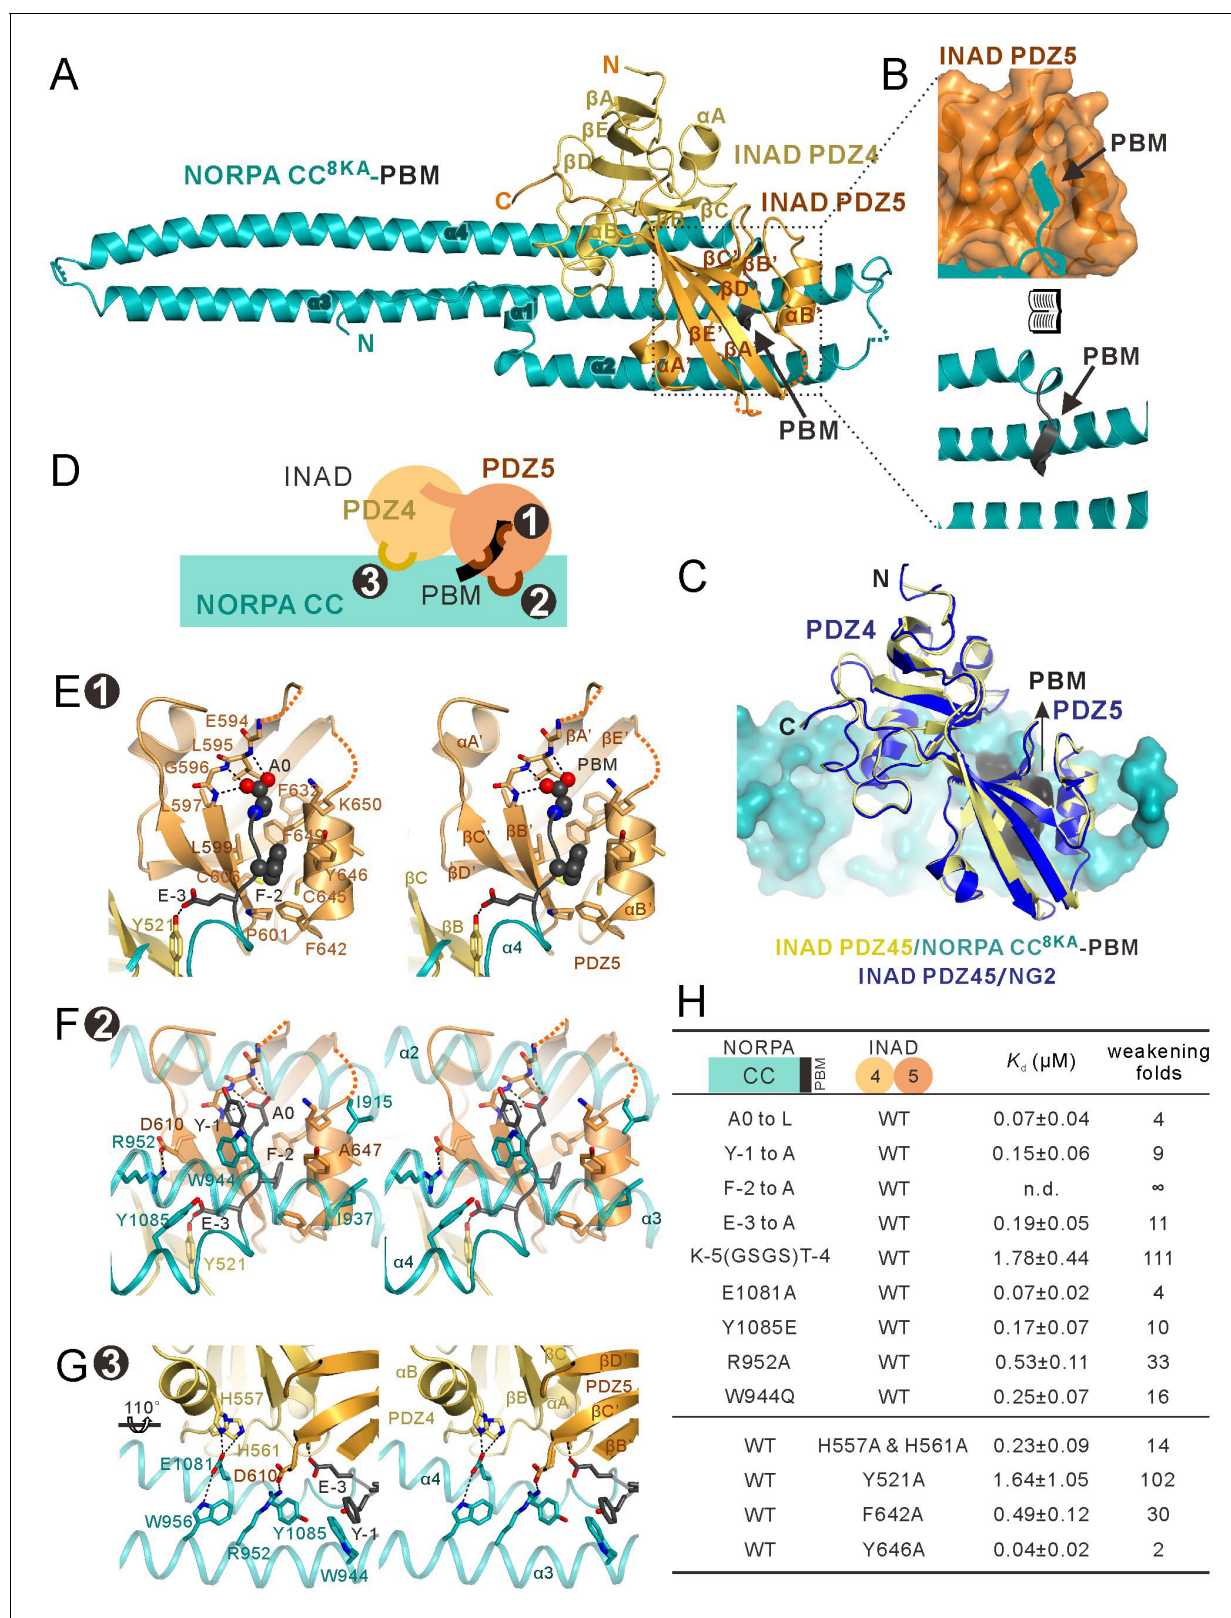 A
N
βA
αA
βE
βD
INAD PDZ4
NORPA CC8KA-PBM
C
INAD PDZ5
βB
βC
αB
α4
βC'
βB'
βD'
αB'
α3
α1
N
βE'
βA'
αA'
α2
PBM
B
INAD PDZ5
PBM
PBM
D
INAD
PDZ5
PDZ4
1
3
PBM
2
NORPA CC
C
N
PDZ4
PBM
PDZ5
C
INAD PDZ45/NORPA CC8KA-PBM
INAD PDZ45/NG2
E 1
E594
L595
G596
A0
F632
L597
K650
F649
L599
C606
Y646
E-3
F-2
C645
Y521
P601
F642
αA'
βA'
βE'
PBM
βC'
βB'
βD'
βC
βB
αB'
α4
PDZ5
F 2
D610
Y-1
A0
I915
R952
F-2
A647
W944
Y1085
E-3
I937
Y521
α2
α3
α4
G 3
110°
H557
H561
E1081
D610
E-3
W956
Y1085
Y-1
R952
W944
αB
βC
βD'
PDZ5
βB
αA
PDZ4
βC'
α4
βB'
α3
H
NORPA INAD Kd (μM) weakening folds
CC PBM 4 5
A0 to L WT 0.07±0.04 4
Y-1 to A WT 0.15±0.06 9
F-2 to A WT n.d. ∞
E-3 to A WT 0.19±0.05 11
K-5(GSGS)T-4 WT 1.78±0.44 111
E1081A WT 0.07±0.02 4
Y1085E WT 0.17±0.07 10
R952A WT 0.53±0.11 33
W944Q WT 0.25±0.07 16
WT H557A & H561A 0.23±0.09 14
WT Y521A 1.64±1.05 102
WT F642A 0.49±0.12 30
WT Y646A 0.04±0.02 2